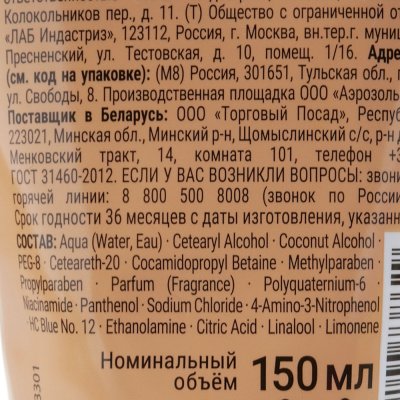 Колокольников пер., д. 11. (Т) Общество с ограниченной от
«ЛАБ Индастриз», 123112, Россия, г. Москва, вн.тер.г. муниц
Пресненский, ул. Тестовская, д. 10, помещ. 1/16. Адрес
(см. код на упаковке): (М8) Россия, 301651, Тульская обл., г
ул. Свободы, 8. Производственная площадка ООО «Аэрозоль
Поставщик в Беларусь: ООО «Торговый Посад», Респу
223021, Минская обл., Минский р-н, Щомыслинский с/с, р-н д
Менковский тракт, 14, комната 101, телефон +3
ГОСТ 31460-2012. ЕСЛИ У ВАС ВОЗНИКЛИ ВОПРОСЫ: звони
горячей линии: 8 800 500 8008 (звонок по России
Срок годности 36 месяцев с даты изготовления, указанн
СОСТАВ: Aqua (Water, Eau) · Cetearyl Alcohol · Coconut Alcohol ·
PEG-8 · Ceteareth-20 · Cocamidopropyl Betaine · Methylparaben ·
Propylparaben · Parfum (Fragrance) · Polyquaternium-6 ·
Niacinamide · Panthenol · Sodium Chloride · 4-Amino-3-Nitrophenol
· HC Blue No. 12 · Ethanolamine · Citric Acid · Linalool · Limonene
Номинальный
объём 150 мл
3301